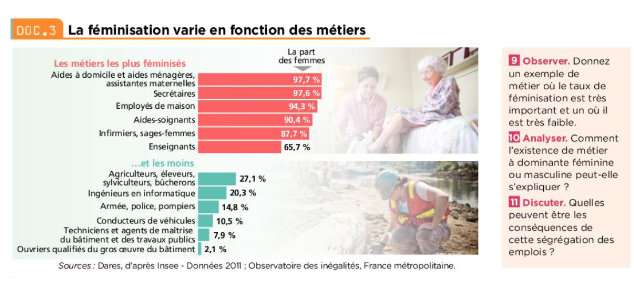 DOC.3 La féminisation varie en fonction des métiers
Les métiers les plus féminisés
La part
des femmes
Aides à domicile et aides ménagères,
assistantes maternelles 97,7 %
Secrétaires 97,6 %
Employés de maison 94,3 %
Aides-soignants 90,4 %
Infirmiers, sages-femmes 87,7 %
Enseignants 65,7 %
...et les moins
Agriculteurs, éleveurs,
sylviculteurs, bûcherons 27,1 %
Ingénieurs en informatique 20,3 %
Armée, police, pompiers 14,8 %
Conducteurs de véhicules 10,5 %
Techniciens et agents de maîtrise
du bâtiment et des travaux publics 7,9 %
Ouvriers qualifiés du gros œuvre du bâtiment 2,1 %
Sources : Dares, d'après Insee - Données 2011 ; Observatoire des inégalités, France métropolitaine.
9 Observer. Donnez
un exemple de
métier où le taux de
féminisation est très
important et un où il
est très faible.
10 Analyser. Comment
l'existence de métier
à dominante féminine
ou masculine peut-elle
s'expliquer ?
11 Discuter. Quelles
peuvent être les
conséquences de
cette ségrégation des
emplois ?